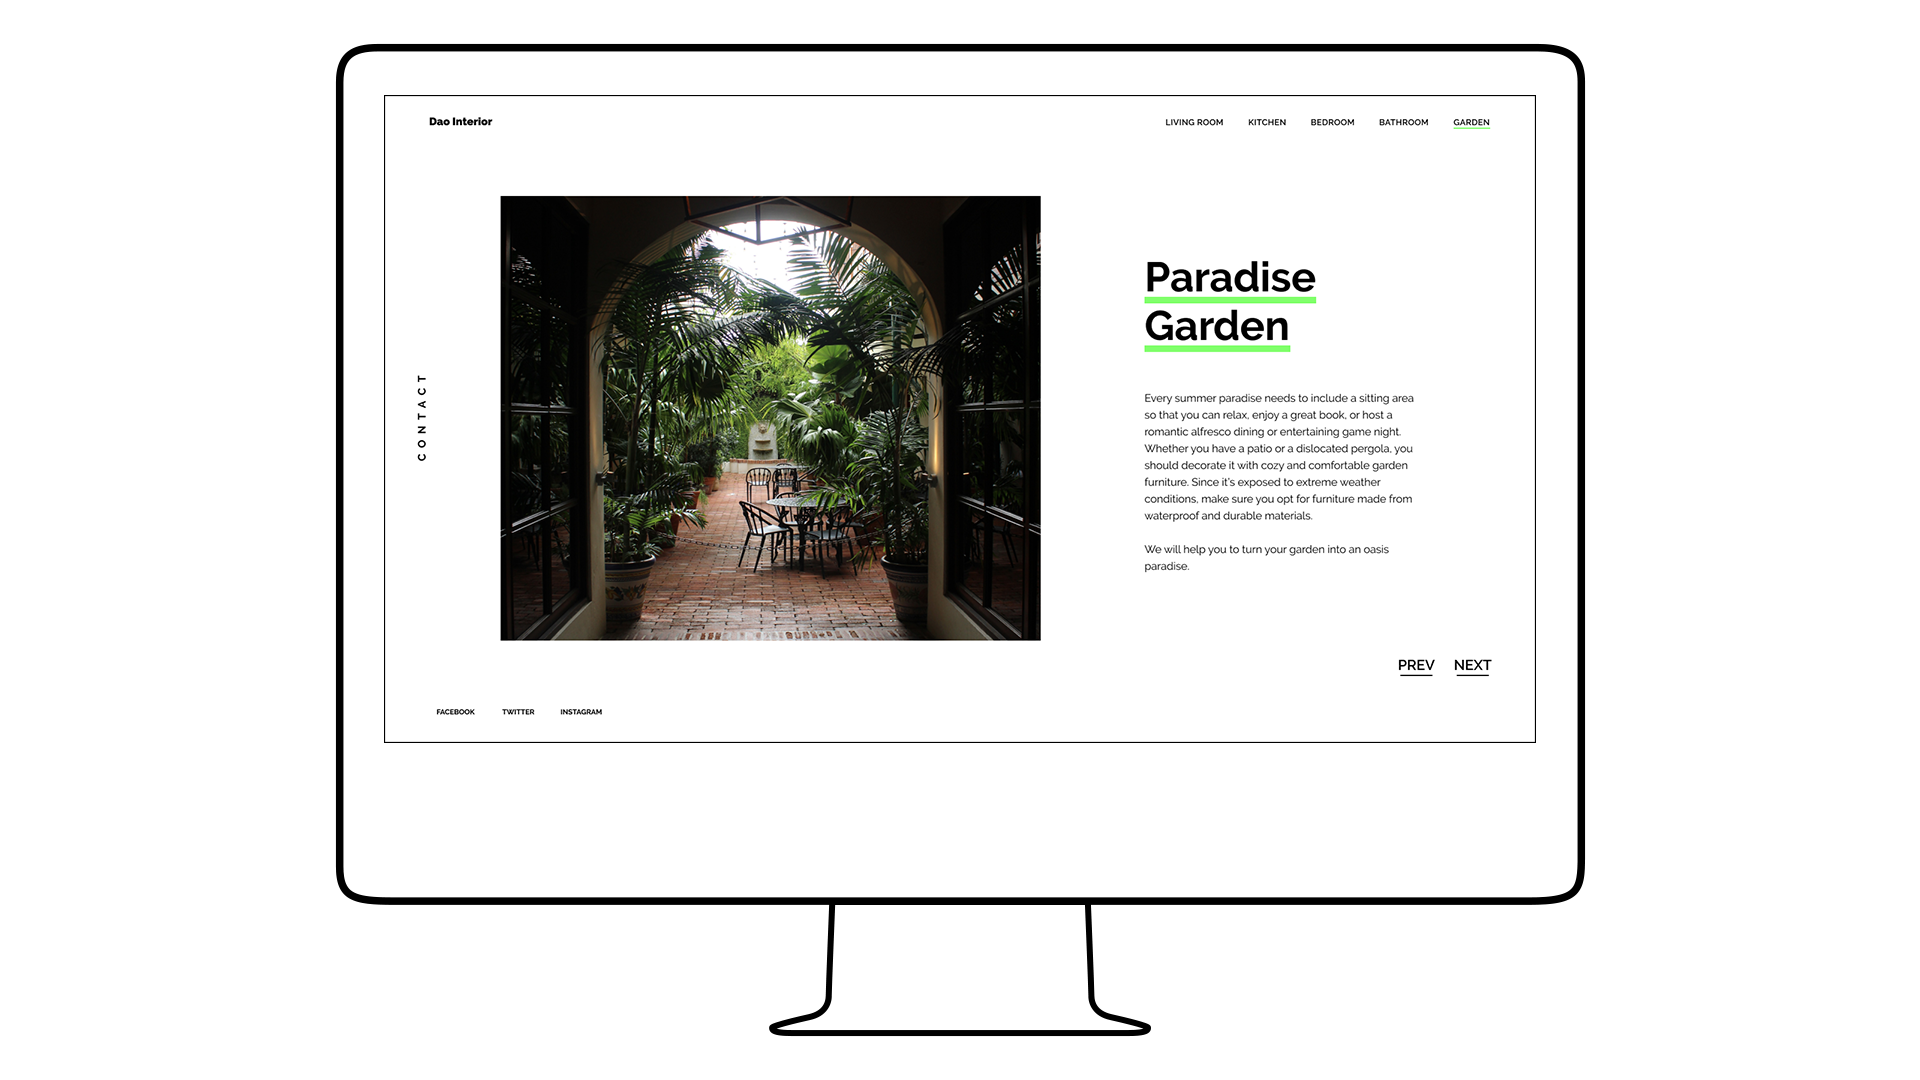 Dao Interior
LIVING ROOM KITCHEN BEDROOM BATHROOM GARDEN
CONTACT
Paradise
Garden
Every summer paradise needs to include a sitting area
so that you can relax, enjoy a great book, or host a
romantic alfresco dining or entertaining game night.
Whether you have a patio or a dislocated pergola, you
should decorate it with cozy and comfortable garden
furniture. Since it's exposed to extreme weather
conditions, make sure you opt for furniture made from
waterproof and durable materials.
We will help you to turn your garden into an oasis
paradise.
PREV NEXT
FACEBOOK TWITTER INSTAGRAM